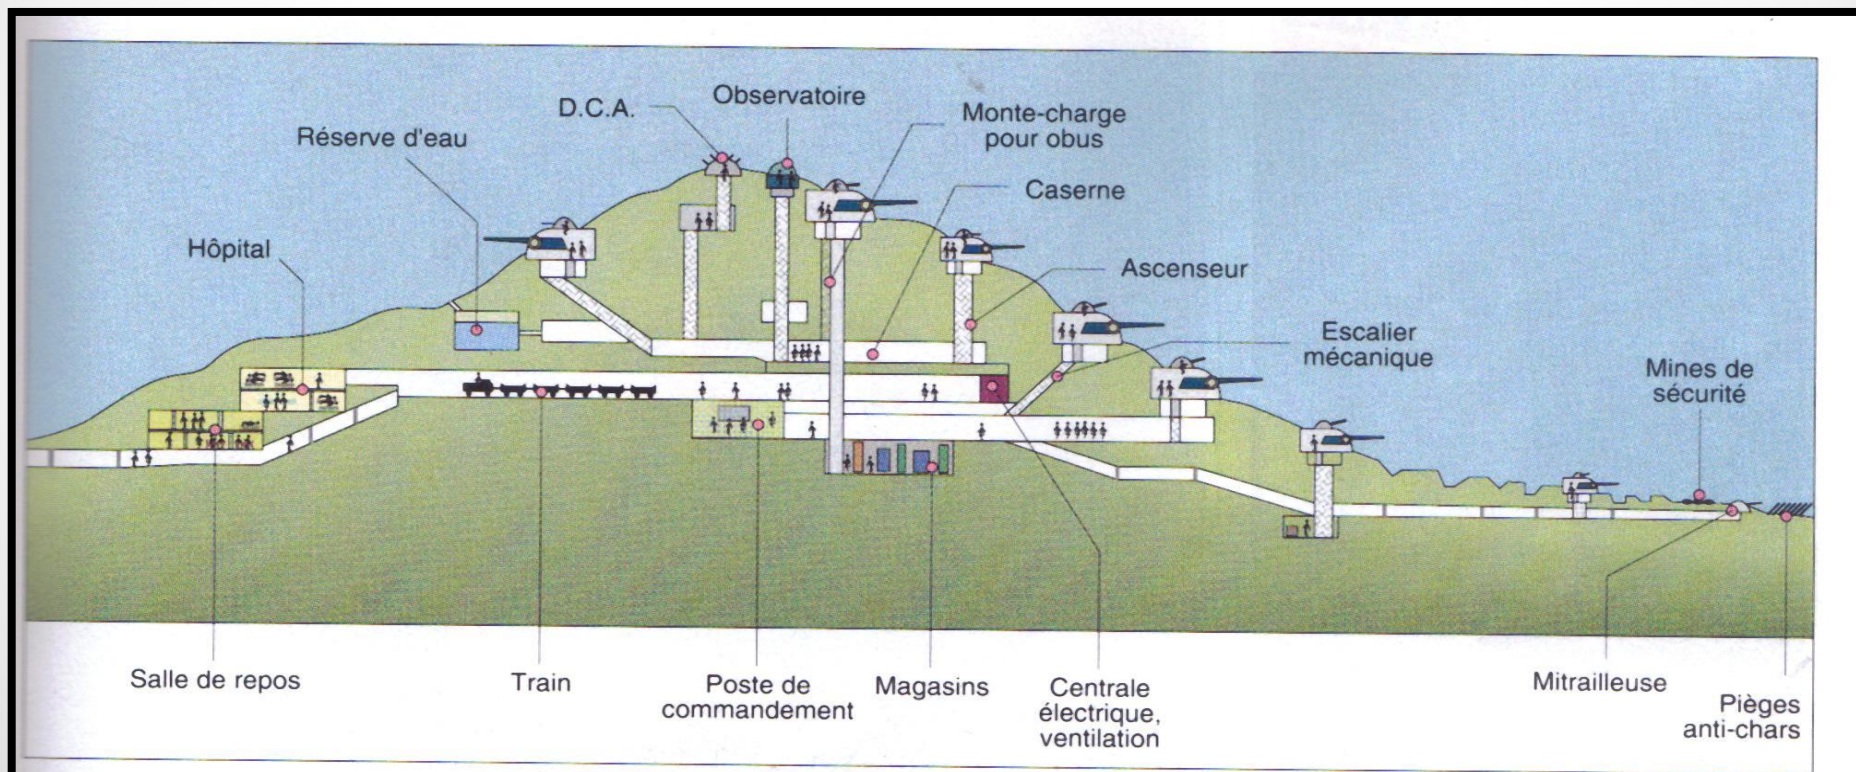 D.C.A.
Observatoire
Monte-charge
pour obus
Réserve d'eau
Caserne
Hôpital
Ascenseur
Escalier
mécanique
Mines de
sécurité
Salle de repos
Train
Poste de
commandement
Magasins
Centrale
électrique,
ventilation
Mitrailleuse
Pièges
anti-chars